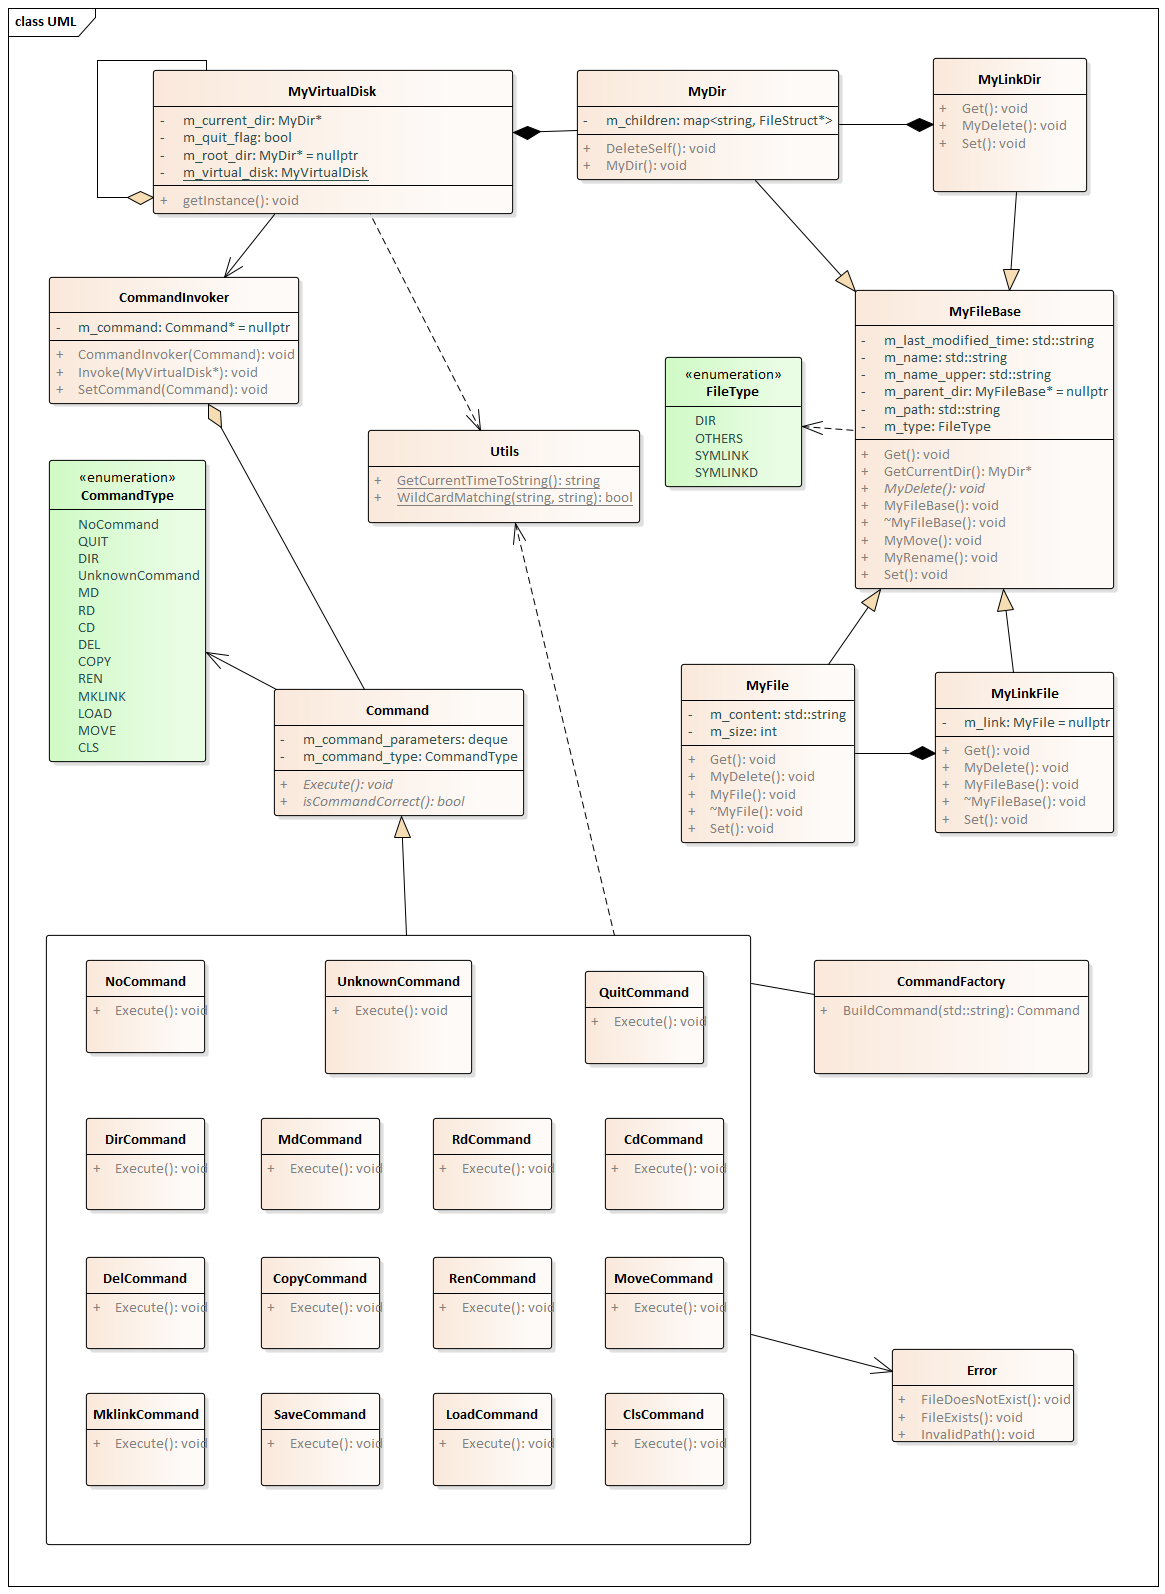 class UML
MyVirtualDisk
- m_current_dir: MyDir*
- m_quit_flag: bool
- m_root_dir: MyDir* = nullptr
- m_virtual_disk: MyVirtualDisk
+ getInstance(): void
MyDir
- m_children: map<string, FileStruct*>
+ DeleteSelf(): void
+ MyDir(): void
MyLinkDir
+ Get(): void
+ MyDelete(): void
+ Set(): void
CommandInvoker
- m_command: Command* = nullptr
+ CommandInvoker(Command): void
+ Invoke(MyVirtualDisk*): void
+ SetCommand(Command): void
MyFileBase
- m_last_modified_time: std::string
- m_name: std::string
- m_name_upper: std::string
- m_parent_dir: MyFileBase* = nullptr
- m_path: std::string
- m_type: FileType
+ Get(): void
+ GetCurrentDir(): MyDir*
+ MyDelete(): void
+ MyFileBase(): void
+ ~MyFileBase(): void
+ MyMove(): void
+ MyRename(): void
+ Set(): void
«enumeration»
FileType
DIR
OTHERS
SYMLINK
SYMLINKD
Utils
+ GetCurrentTimeToString(): string
+ WildCardMatching(string, string): bool
«enumeration»
CommandType
NoCommand
QUIT
DIR
UnknownCommand
MD
RD
CD
DEL
COPY
REN
MKLINK
LOAD
MOVE
CLS
Command
- m_command_parameters: deque
- m_command_type: CommandType
+ Execute(): void
+ isCommandCorrect(): bool
MyFile
- m_content: std::string
- m_size: int
+ Get(): void
+ MyDelete(): void
+ MyFile(): void
+ ~MyFile(): void
+ Set(): void
MyLinkFile
- m_link: MyFile = nullptr
+ Get(): void
+ MyDelete(): void
+ MyFileBase(): void
+ ~MyFileBase(): void
+ Set(): void
NoCommand
+ Execute(): void
UnknownCommand
+ Execute(): void
QuitCommand
+ Execute(): void
CommandFactory
+ BuildCommand(std::string): Command
DirCommand
+ Execute(): void
MdCommand
+ Execute(): void
RdCommand
+ Execute(): void
CdCommand
+ Execute(): void
DelCommand
+ Execute(): void
CopyCommand
+ Execute(): void
RenCommand
+ Execute(): void
MoveCommand
+ Execute(): void
Error
+ FileDoesNotExist(): void
+ FileExists(): void
+ InvalidPath(): void
MklinkCommand
+ Execute(): void
SaveCommand
+ Execute(): void
LoadCommand
+ Execute(): void
ClsCommand
+ Execute(): void